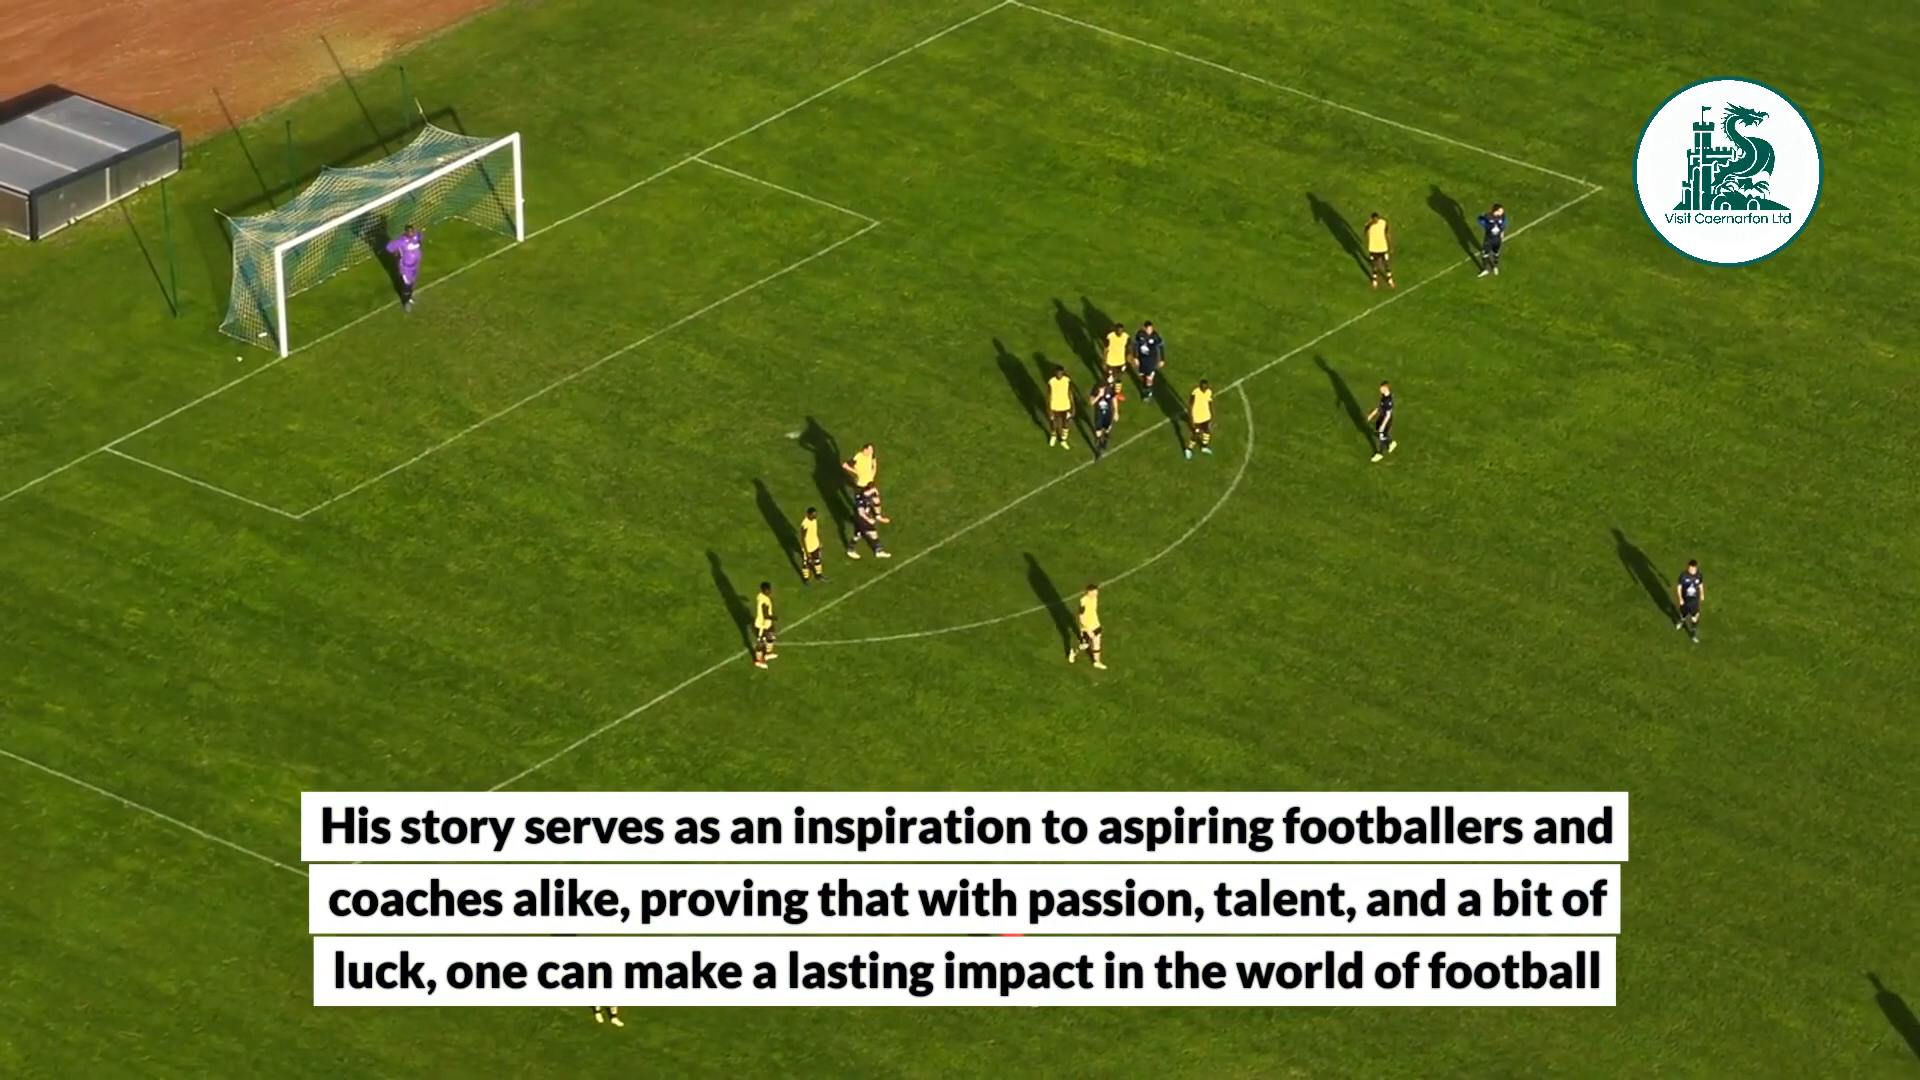 Visit Caernarfon Ltd
His story serves as an inspiration to aspiring footballers and
coaches alike, proving that with passion, talent, and a bit of
luck, one can make a lasting impact in the world of football